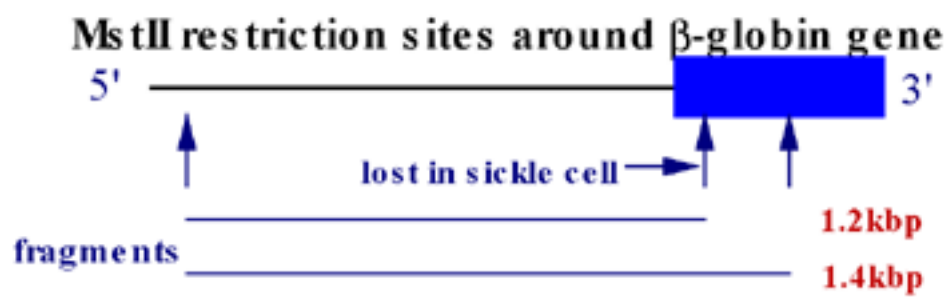 MstII restriction sites around β-globin gene
5' 3'
lost in sickle cell
1.2kbp
fragments
1.4kbp